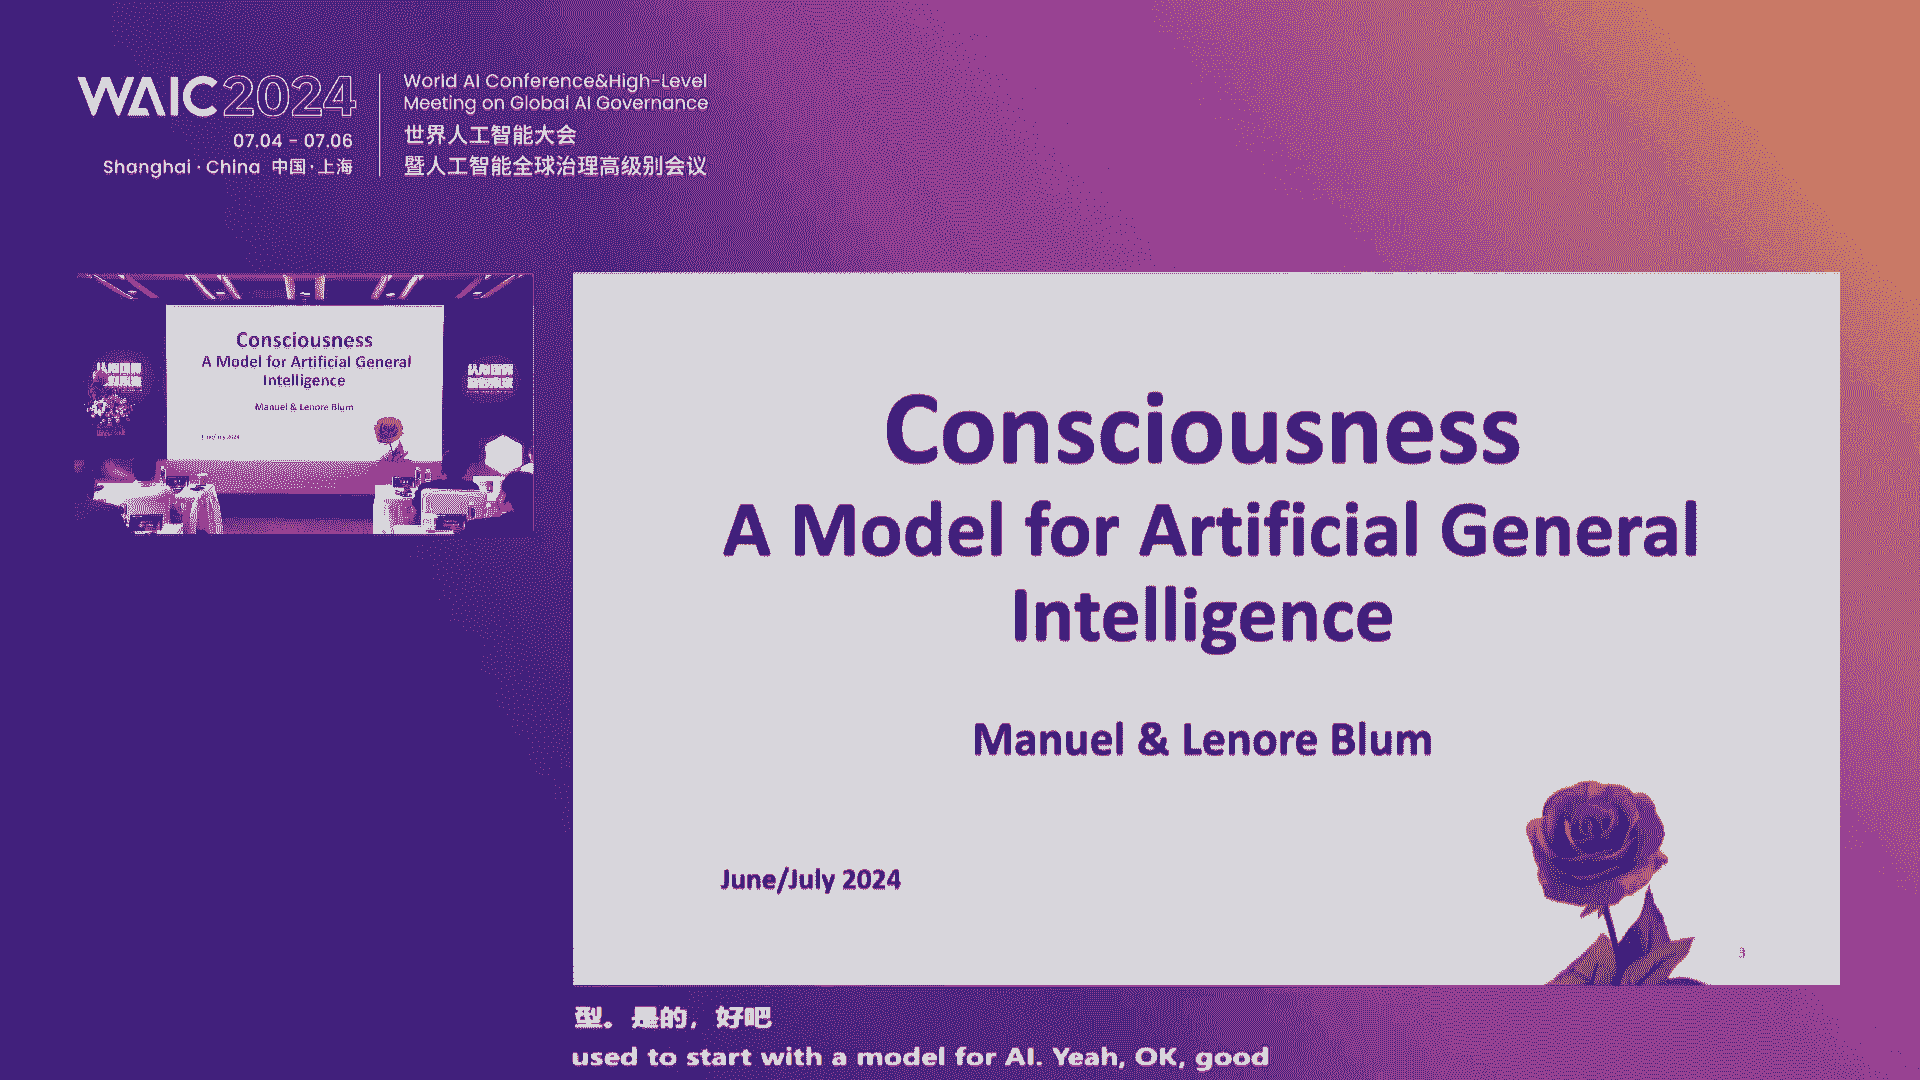 WAIC 2024
07.04 - 07.06
Shanghai · China 中国·上海
World AI Conference&High-Level
Meeting on Global AI Governance
世界人工智能大会
暨人工智能全球治理高级别会议
Consciousness
A Model for Artificial General
Intelligence
Manuel & Lenore Blum
June/July 2024
Consciousness
A Model for Artificial General
Intelligence
Manuel & Lenore Blum
June/July 2024
型。是的，好吧
used to start with a model for AI. Yeah, OK, good